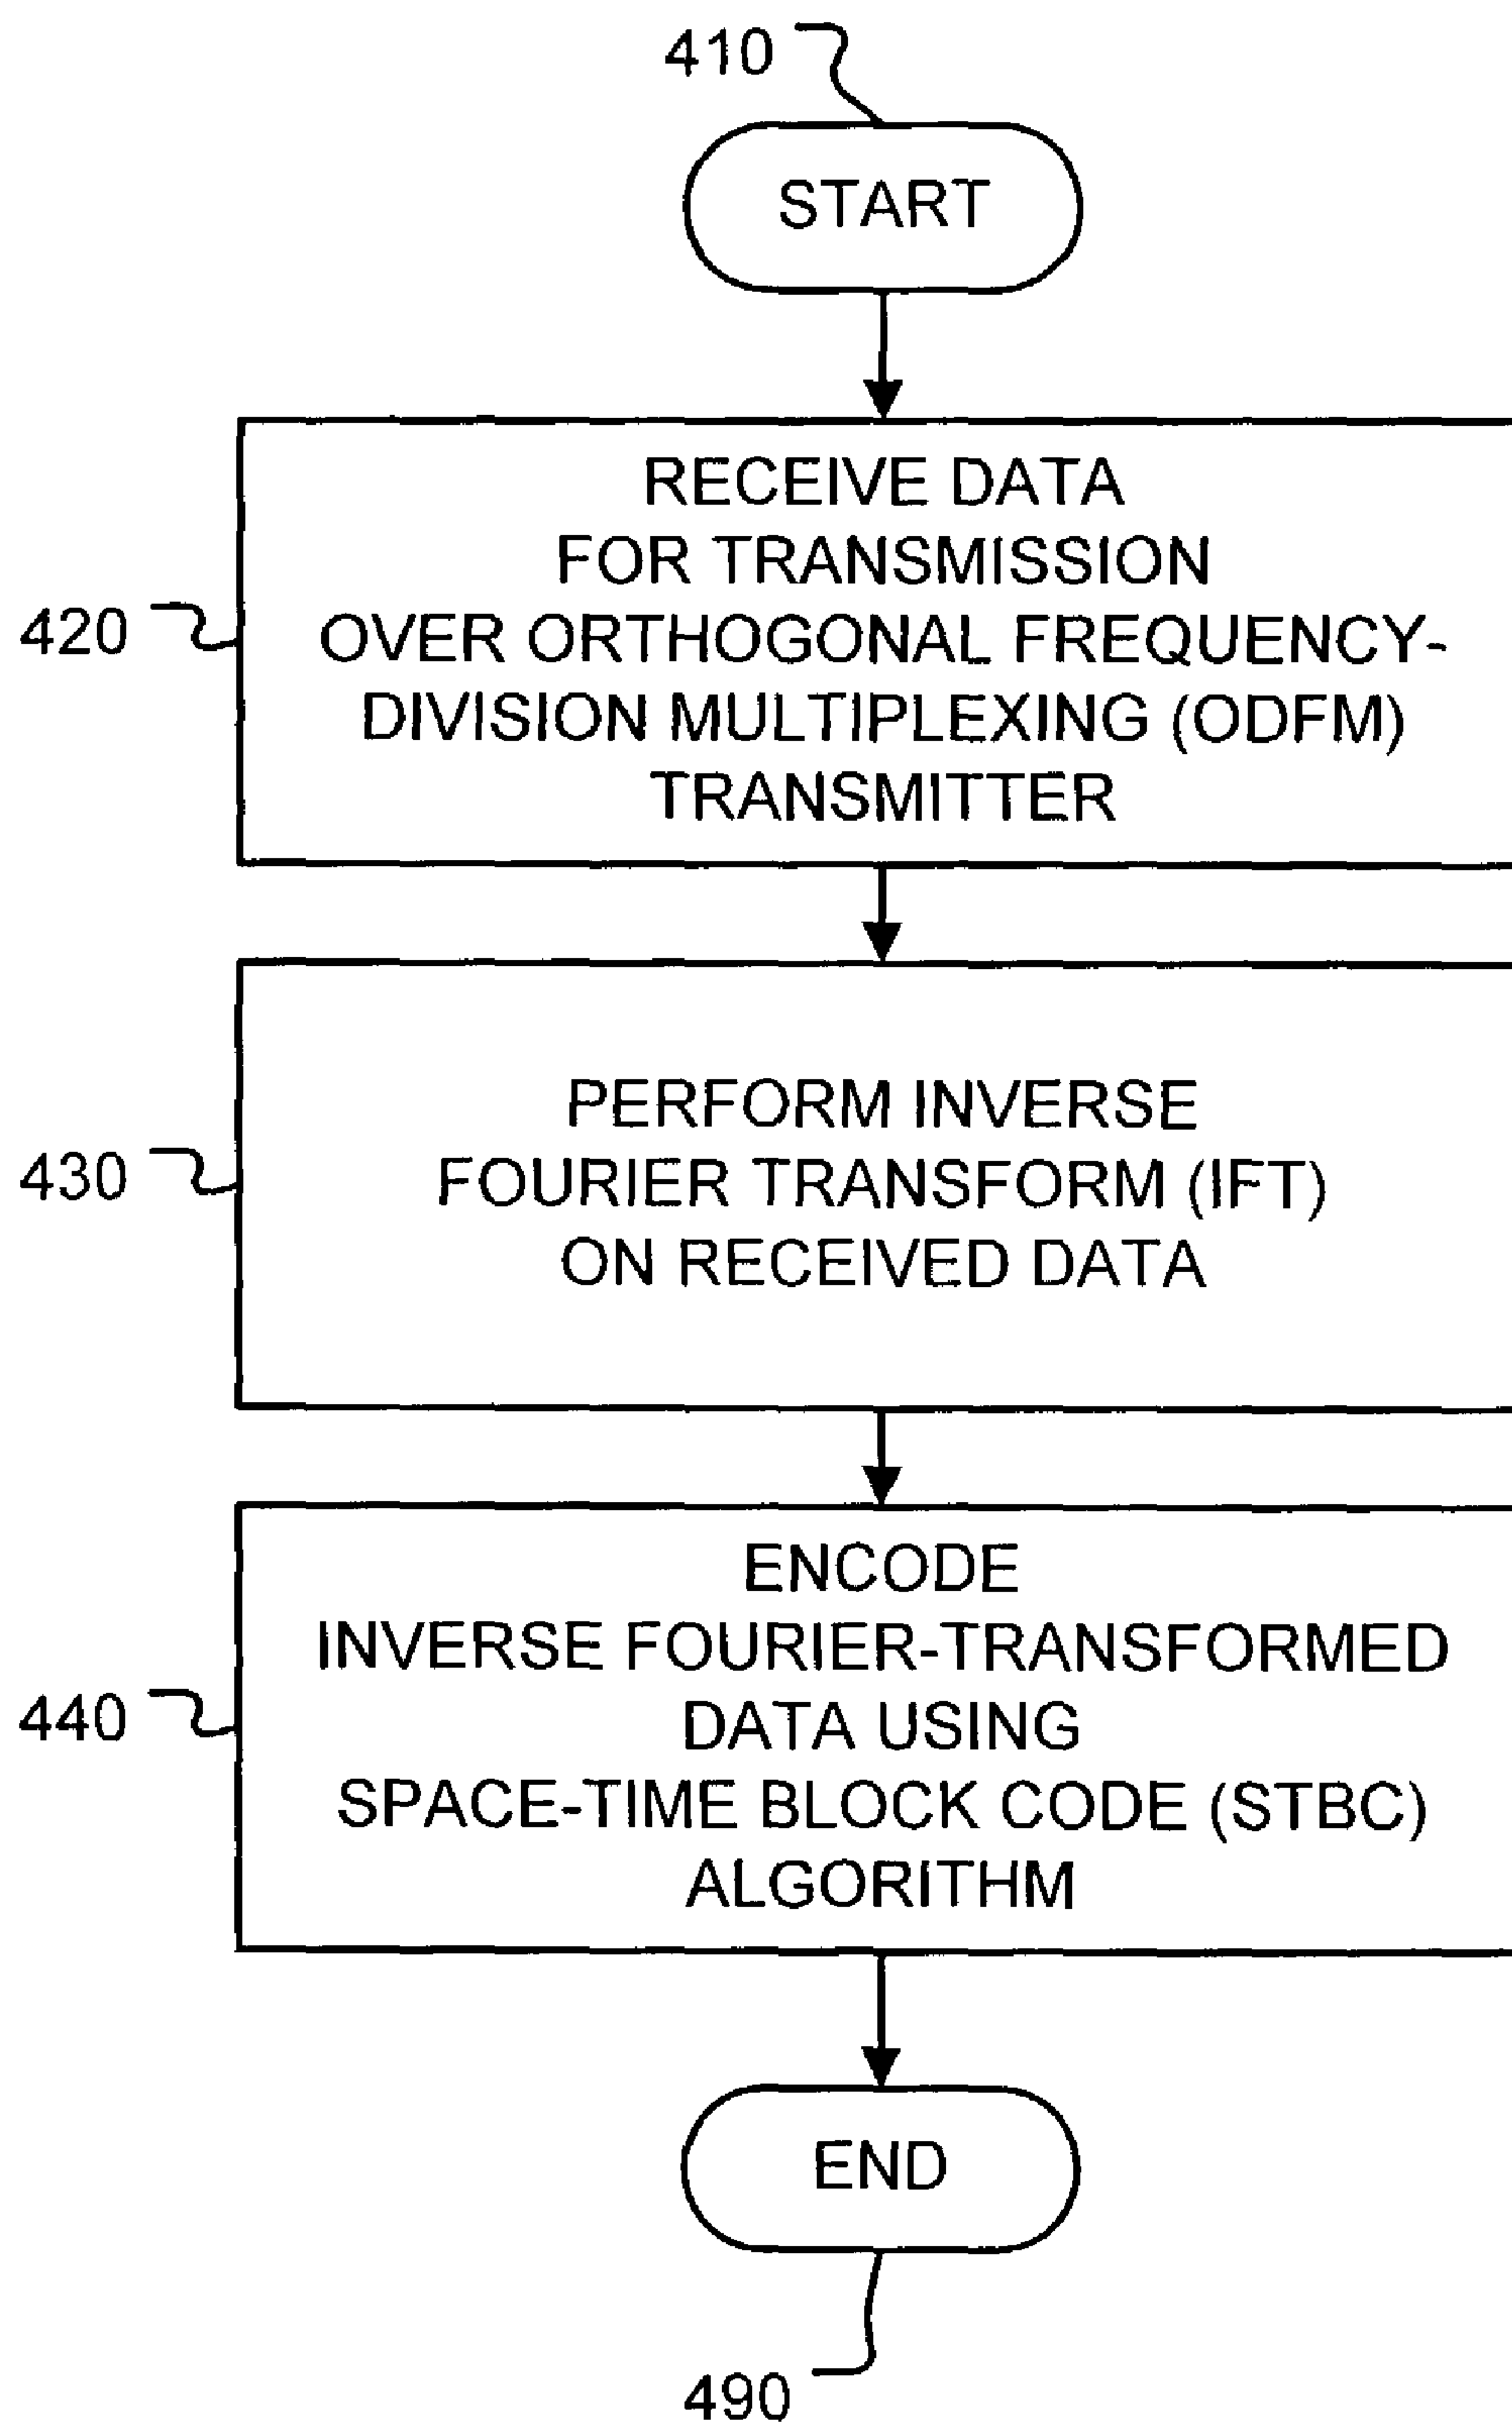 410
START
RECEIVE DATA
FOR TRANSMISSION
OVER ORTHOGONAL FREQUENCY-
DIVISION MULTIPLEXING (ODFM)
TRANSMITTER
420
PERFORM INVERSE
FOURIER TRANSFORM (IFT)
ON RECEIVED DATA
430
ENCODE
INVERSE FOURIER-TRANSFORMED
DATA USING
SPACE-TIME BLOCK CODE (STBC)
ALGORITHM
440
END
490